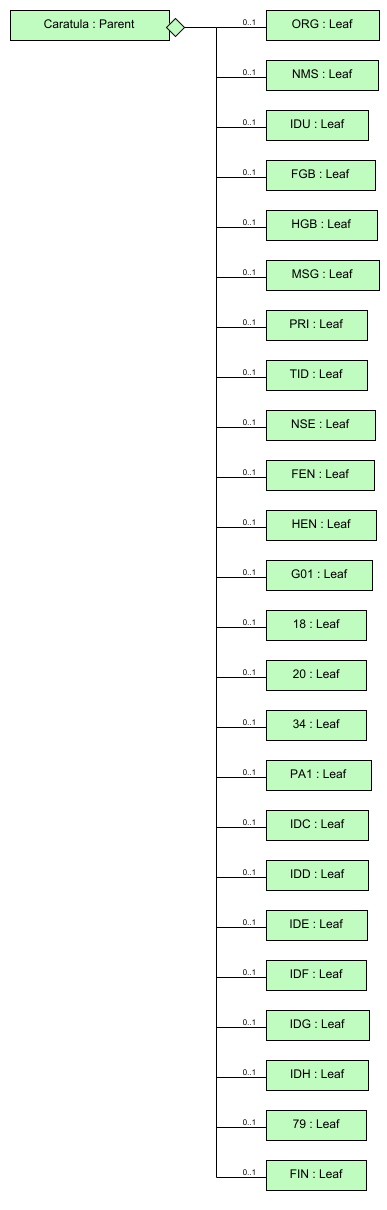 Caratula : Parent 0..1 ORG : Leaf
0..1 NMS : Leaf
0..1 IDU : Leaf
0..1 FGB : Leaf
0..1 HGB : Leaf
0..1 MSG : Leaf
0..1 PRI : Leaf
0..1 TID : Leaf
0..1 NSE : Leaf
0..1 FEN : Leaf
0..1 HEN : Leaf
0..1 G01 : Leaf
0..1 18 : Leaf
0..1 20 : Leaf
0..1 34 : Leaf
0..1 PA1 : Leaf
0..1 IDC : Leaf
0..1 IDD : Leaf
0..1 IDE : Leaf
0..1 IDF : Leaf
0..1 IDG : Leaf
0..1 IDH : Leaf
0..1 79 : Leaf
0..1 FIN : Leaf